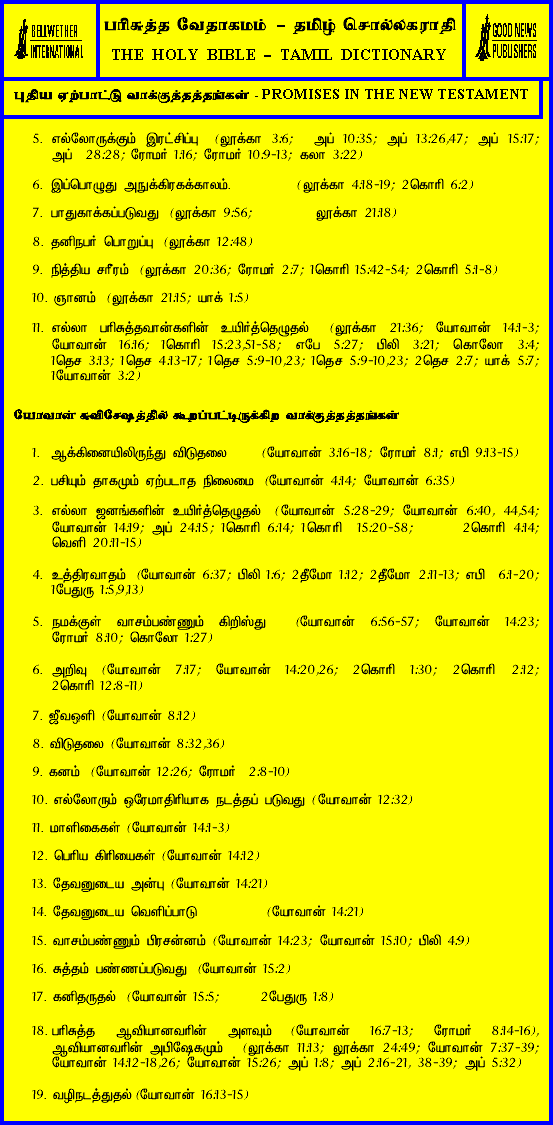 BELLWETHER
INTERNATIONAL
பரிசுத்த வேதாகமம் – தமிழ் சொல்லகராதி
THE HOLY BIBLE – TAMIL DICTIONARY
GOOD NEWS
PUBLISHERS
புதிய ஏற்பாட்டு வாக்குத்தத்தங்கள் - PROMISES IN THE NEW TESTAMENT
5. எல்லோருக்கும் இரட்சிப்பு (லூக்கா 3:6; அப் 10:35; அப் 13:26,47; அப் 15:17;
அப் 28:28; ரோமர் 1:16; ரோமர் 10:9-13; கலா 3:22)
6. இப்பொழுது அநுக்கிரகக்காலம். (லூக்கா 4:18-19; 2கொரி 6:2)
7. பாதுகாக்கப்படுவது (லூக்கா 9:56; லூக்கா 21:18)
8. தனிநபர் பொறுப்பு (லூக்கா 12:48)
9. நித்திய சரீரம் (லூக்கா 20:36; ரோமர் 2:7; 1கொரி 15:42-54; 2கொரி 5:1-8)
10. ஞானம் (லூக்கா 21:15; யாக் 1:5)
11. எல்லா பரிசுத்தவான்களின் உயிர்த்தெழுதல் (லூக்கா 21:36; யோவான் 14:1-3;
யோவான் 16:16; 1கொரி 15:23,51-58; எபே 5:27; பிலி 3:21; கொலோ 3:4;
1தெச 3:13; 1தெச 4:13-17; 1தெச 5:9-10,23; 1தெச 5:9-10,23; 2தெச 2:7; யாக் 5:7;
1யோவான் 3:2)
யோவான் சுவிசேஷத்தில் கூறப்பட்டிருக்கிற வாக்குத்தத்தங்கள்
1. ஆக்கினையிலிருந்து விடுதலை (யோவான் 3:16-18; ரோமர் 8:1; எபி 9:13-15)
2. பசியும் தாகமும் ஏற்படாத நிலைமை (யோவான் 4:14; யோவான் 6:35)
3. எல்லா ஜனங்களின் உயிர்த்தெழுதல் (யோவான் 5:28-29; யோவான் 6:40, 44,54;
யோவான் 14:19; அப் 24:15; 1கொரி 6:14; 1கொரி 15:20-58; 2கொரி 4:14;
வெளி 20:11-15)
4. உத்திரவாதம் (யோவான் 6:37; பிலி 1:6; 2தீமோ 1:12; 2தீமோ 2:11-13; எபி 6:1-20;
1பேதுரு 1:5,9,13)
5. நமக்குள் வாசம்பண்ணும் கிறிஸ்து (யோவான் 6:56-57; யோவான் 14:23;
ரோமர் 8:10; கொலோ 1:27)
6. அறிவு (யோவான் 7:17; யோவான் 14:20,26; 2கொரி 1:30; 2கொரி 2:12;
2கொரி 12:8-11)
7. ஜீவஒளி (யோவான் 8:12)
8. விடுதலை (யோவான் 8:32,36)
9. கனம் (யோவான் 12:26; ரோமர் 2:8-10)
10. எல்லோரும் ஒரேமாதிரியாக நடத்தப் படுவது (யோவான் 12:32)
11. மாளிகைகள் (யோவான் 14:1-3)
12. பெரிய கிரியைகள் (யோவான் 14:12)
13. தேவனுடைய அன்பு (யோவான் 14:21)
14. தேவனுடைய வெளிப்பாடு (யோவான் 14:21)
15. வாசம்பண்ணும் பிரசன்னம் (யோவான் 14:23; யோவான் 15:10; பிலி 4:9)
16. சுத்தம் பண்ணப்படுவது (யோவான் 15:2)
17. கனிதருதல் (யோவான் 15:5; 2பேதுரு 1:8)
18. பரிசுத்த ஆவியானவரின் அளவும் (யோவான் 16:7-13; ரோமர் 8:14-16),
ஆவியானவரின் அபிஷேகமும் (லூக்கா 11:13; லூக்கா 24:49; யோவான் 7:37-39;
யோவான் 14:12-18,26; யோவான் 15:26; அப் 1:8; அப் 2:16-21, 38-39; அப் 5:32)
19. வழிநடத்துதல் (யோவான் 16:13-15)